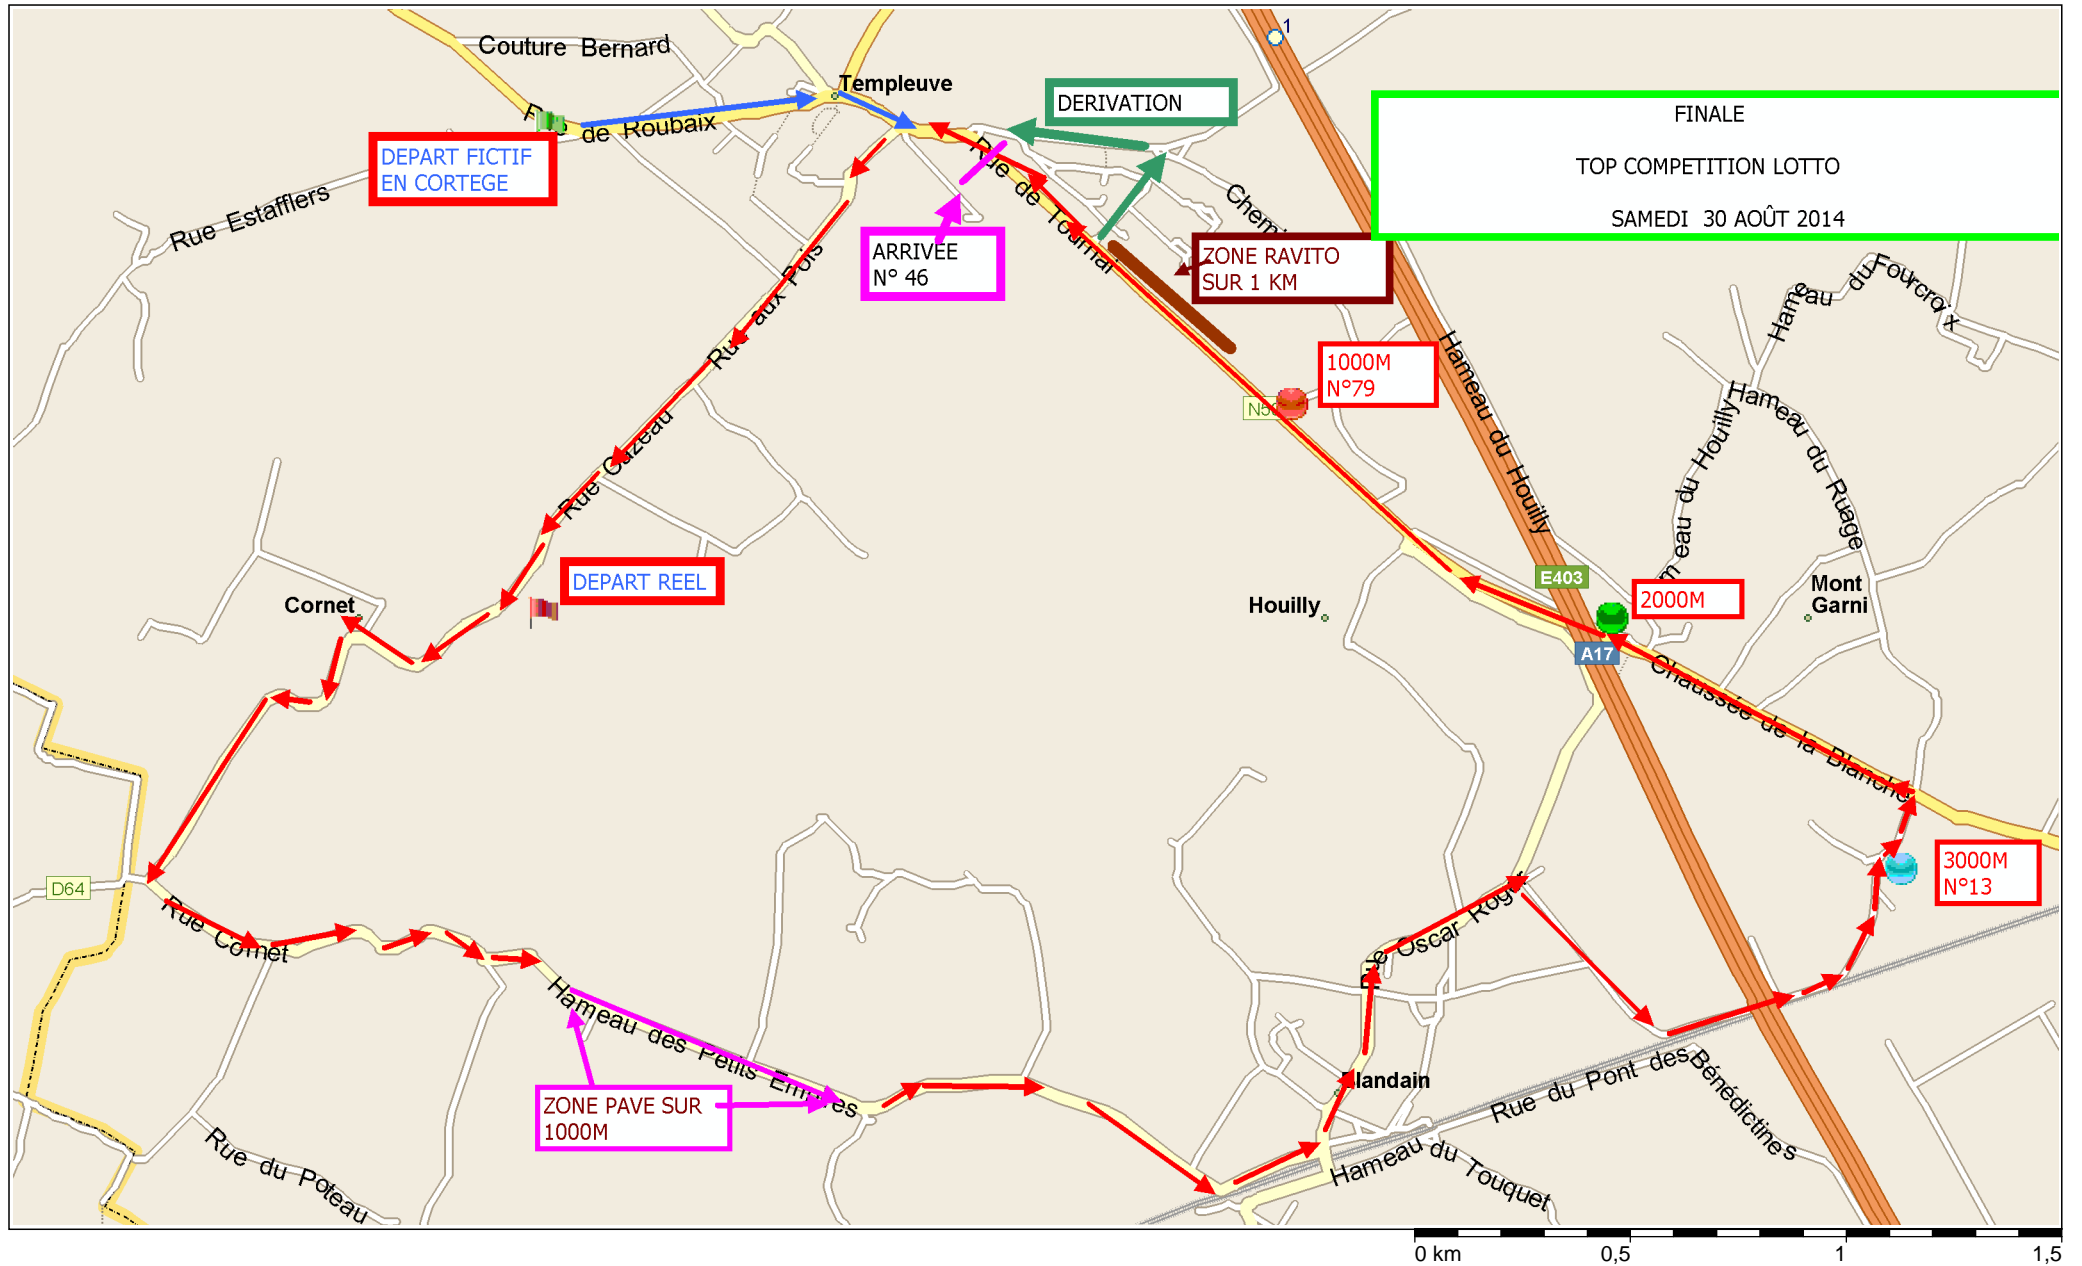 1
Couture Bernard
Templeuve
DERIVATION
FINALE
TOP COMPETITION LOTTO
SAMEDI 30 AOÛT 2014
de Roubaix
DEPART FICTIF
EN CORTEGE
Rue Estafflers
Rue de Tournai
ARRIVEE
N° 46
ZONE RAVITO
SUR 1 KM
Rue aux Pois
Hameau du Fourcroix
1000M
N°79
Hameau du Houilly
Hameau du Ruage
eau du Houilly
Rue Cazeau
DEPART REEL
E403
2000M
Mont
Garni
Cornet
Houilly
A17
Chaussée de la Blanche
3000M
N°13
D64
Rue Cornet
Rue Oscar Roger
Hameau des Petits
ZONE PAVE SUR
1000M
Blandain
Rue du Pont des Bénédictines
Hameau du Touquet
Rue du Poteau
0 km 0,5 1 1,5